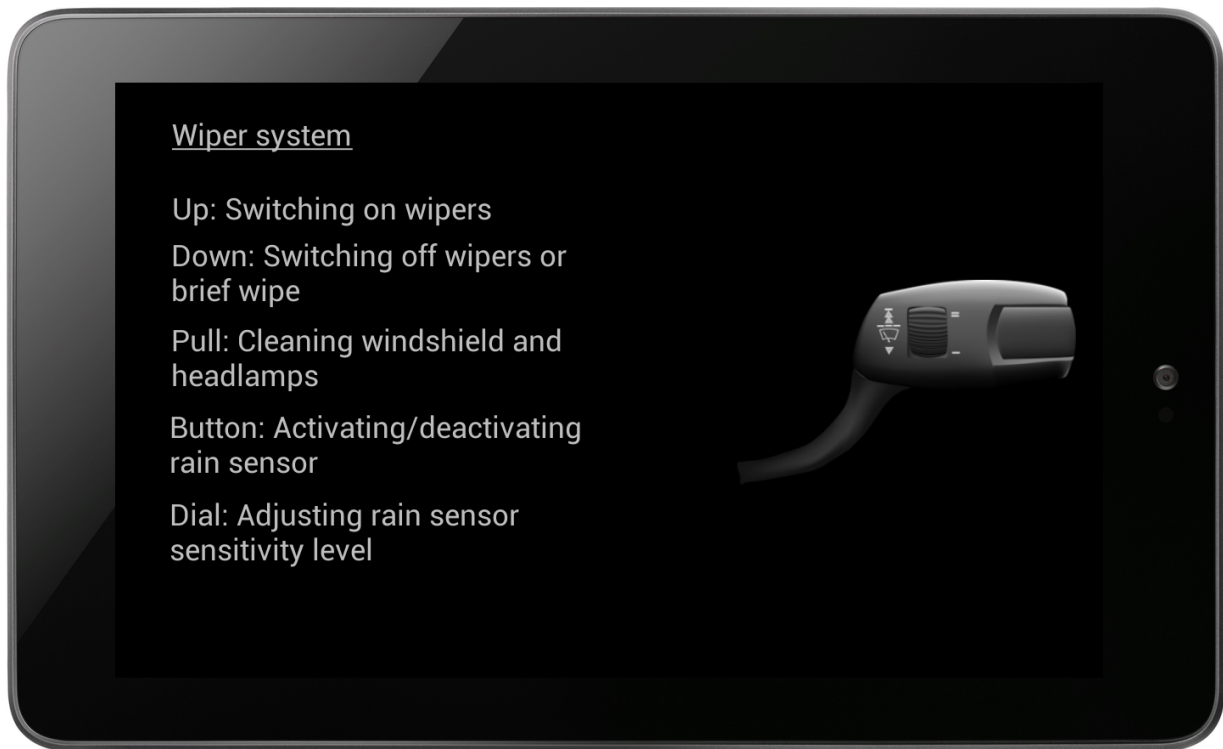 Wiper system
Up: Switching on wipers
Down: Switching off wipers or
brief wipe
Pull: Cleaning windshield and
headlamps
Button: Activating/deactivating
rain sensor
Dial: Adjusting rain sensor
sensitivity level